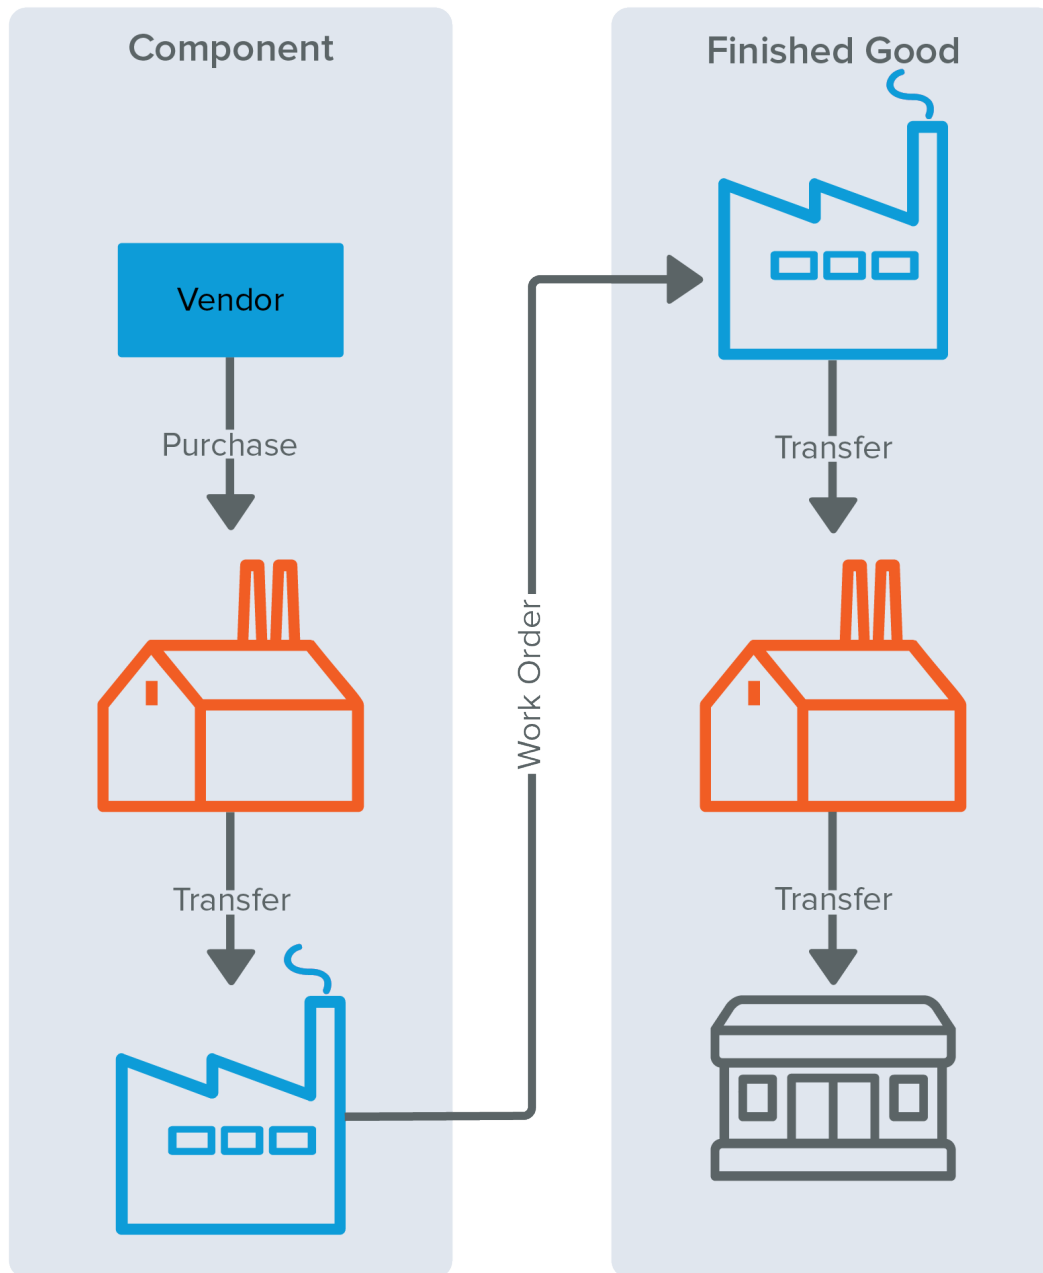 Component
Vendor
Purchase
Transfer
Work Order
Finished Good
Transfer
Transfer